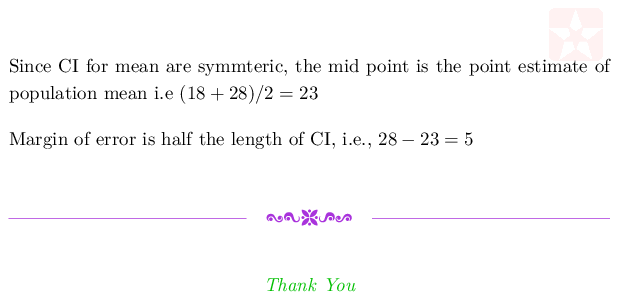 Since CI for mean are symmteric, the mid point is the point estimate of
population mean i.e (18 + 28)/2 = 23
Margin of error is half the length of CI, i.e., 28 − 23 = 5
Thank You